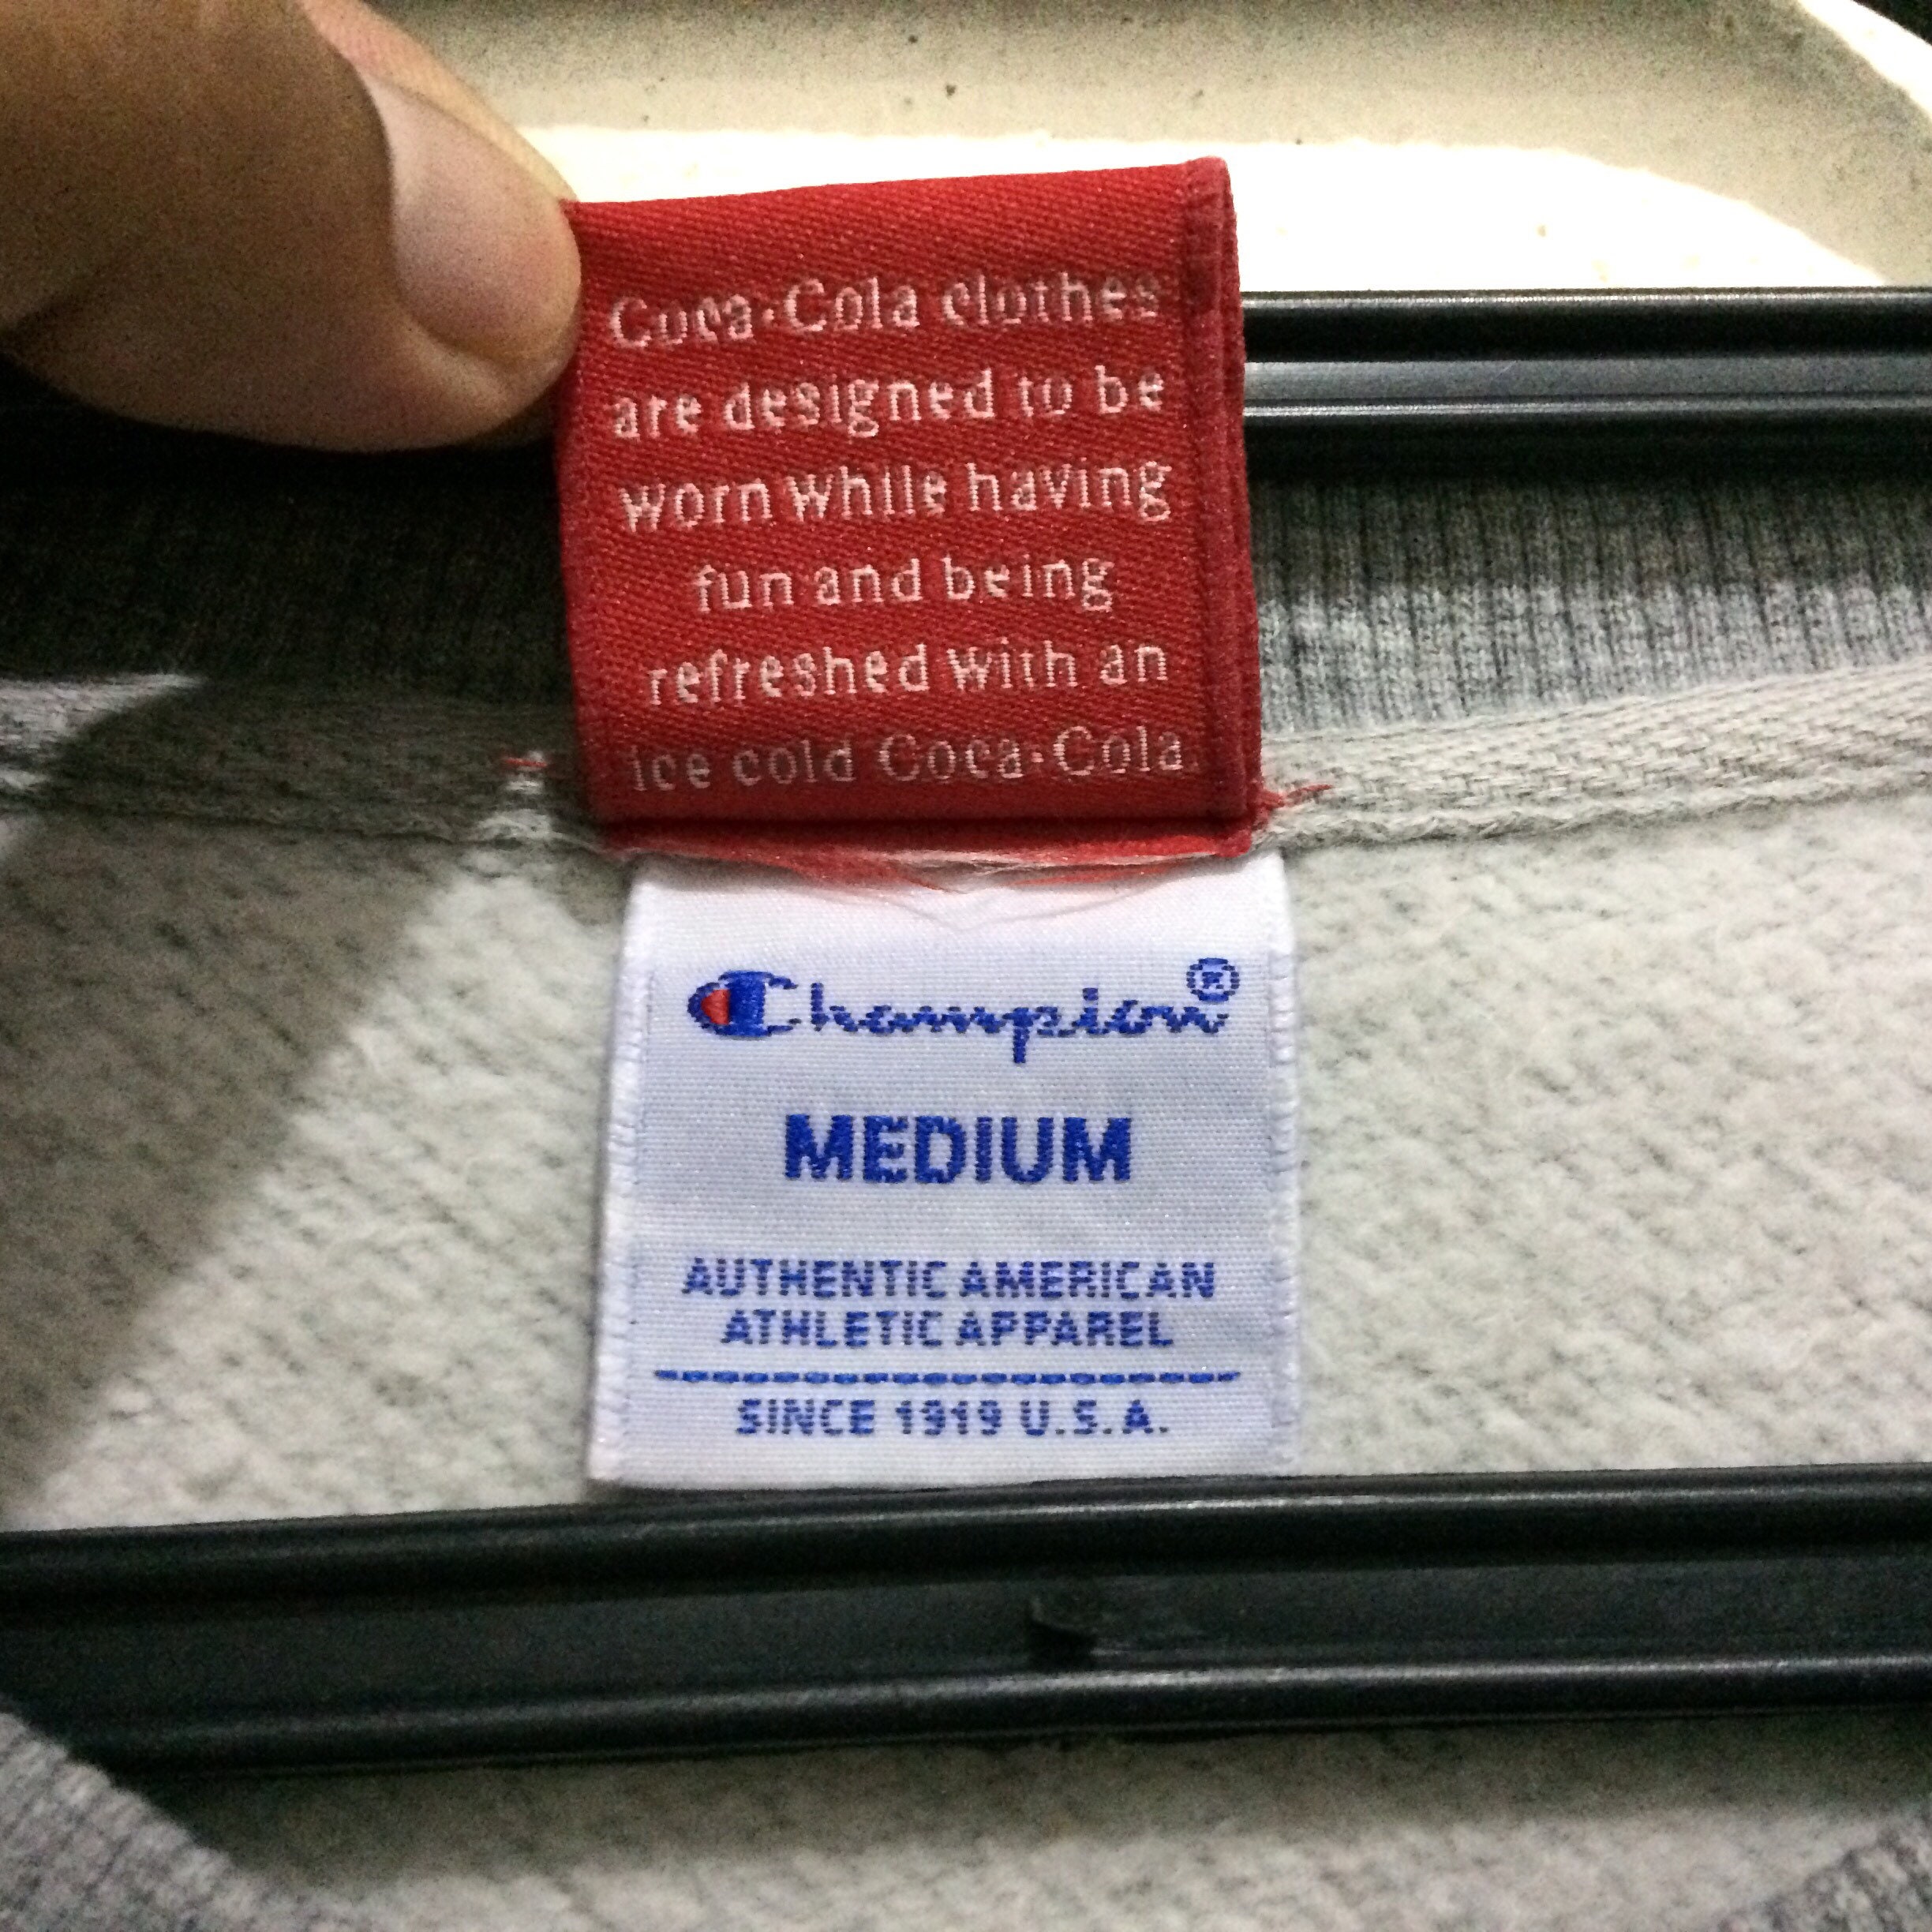 Coca-Cola clothes
are designed to be
worn while having
fun and being
refreshed with an
ice cold Coca-Cola.
Champion®
MEDIUM
AUTHENTIC AMERICAN
ATHLETIC APPAREL
SINCE 1919 U.S.A.